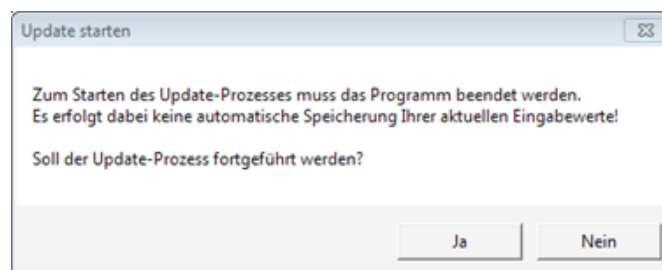 Update starten
Zum Starten des Update-Prozesses muss das Programm beendet werden.
Es erfolgt dabei keine automatische Speicherung Ihrer aktuellen Eingabewerte!
Soll der Update-Prozess fortgeführt werden?
Ja
Nein